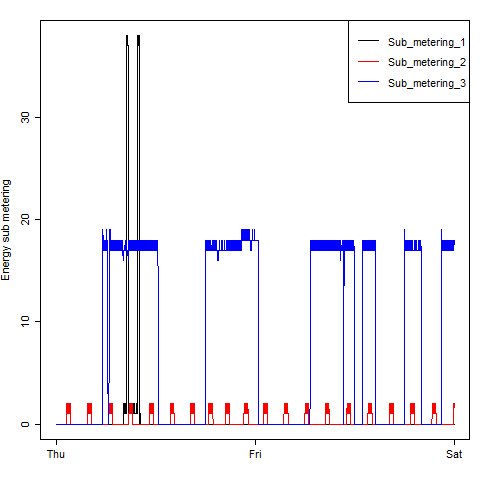 Sub_metering_1
Sub_metering_2
Sub_metering_3
Energy sub metering
30
20
10
0
Thu
Fri
Sat